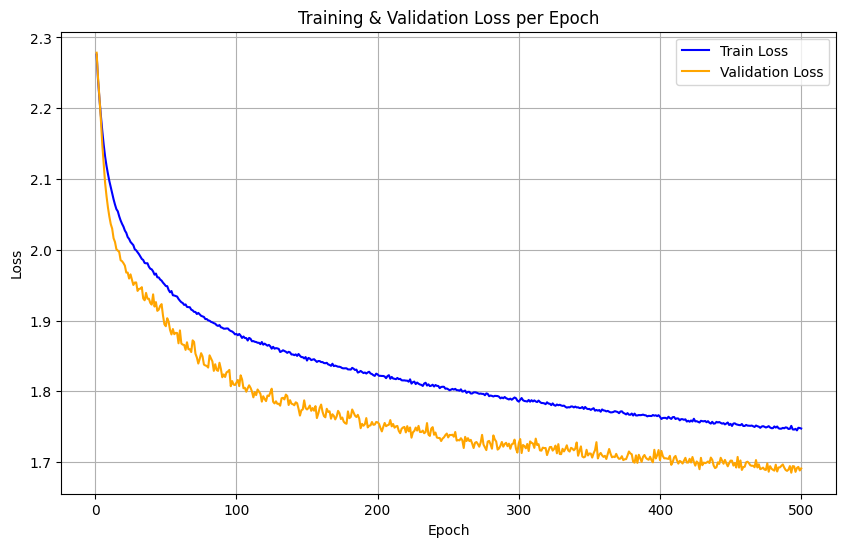 Training & Validation Loss per Epoch
Train Loss
Validation Loss
Loss
2.3
2.2
2.1
2.0
1.9
1.8
1.7
0 100 200 300 400 500
Epoch